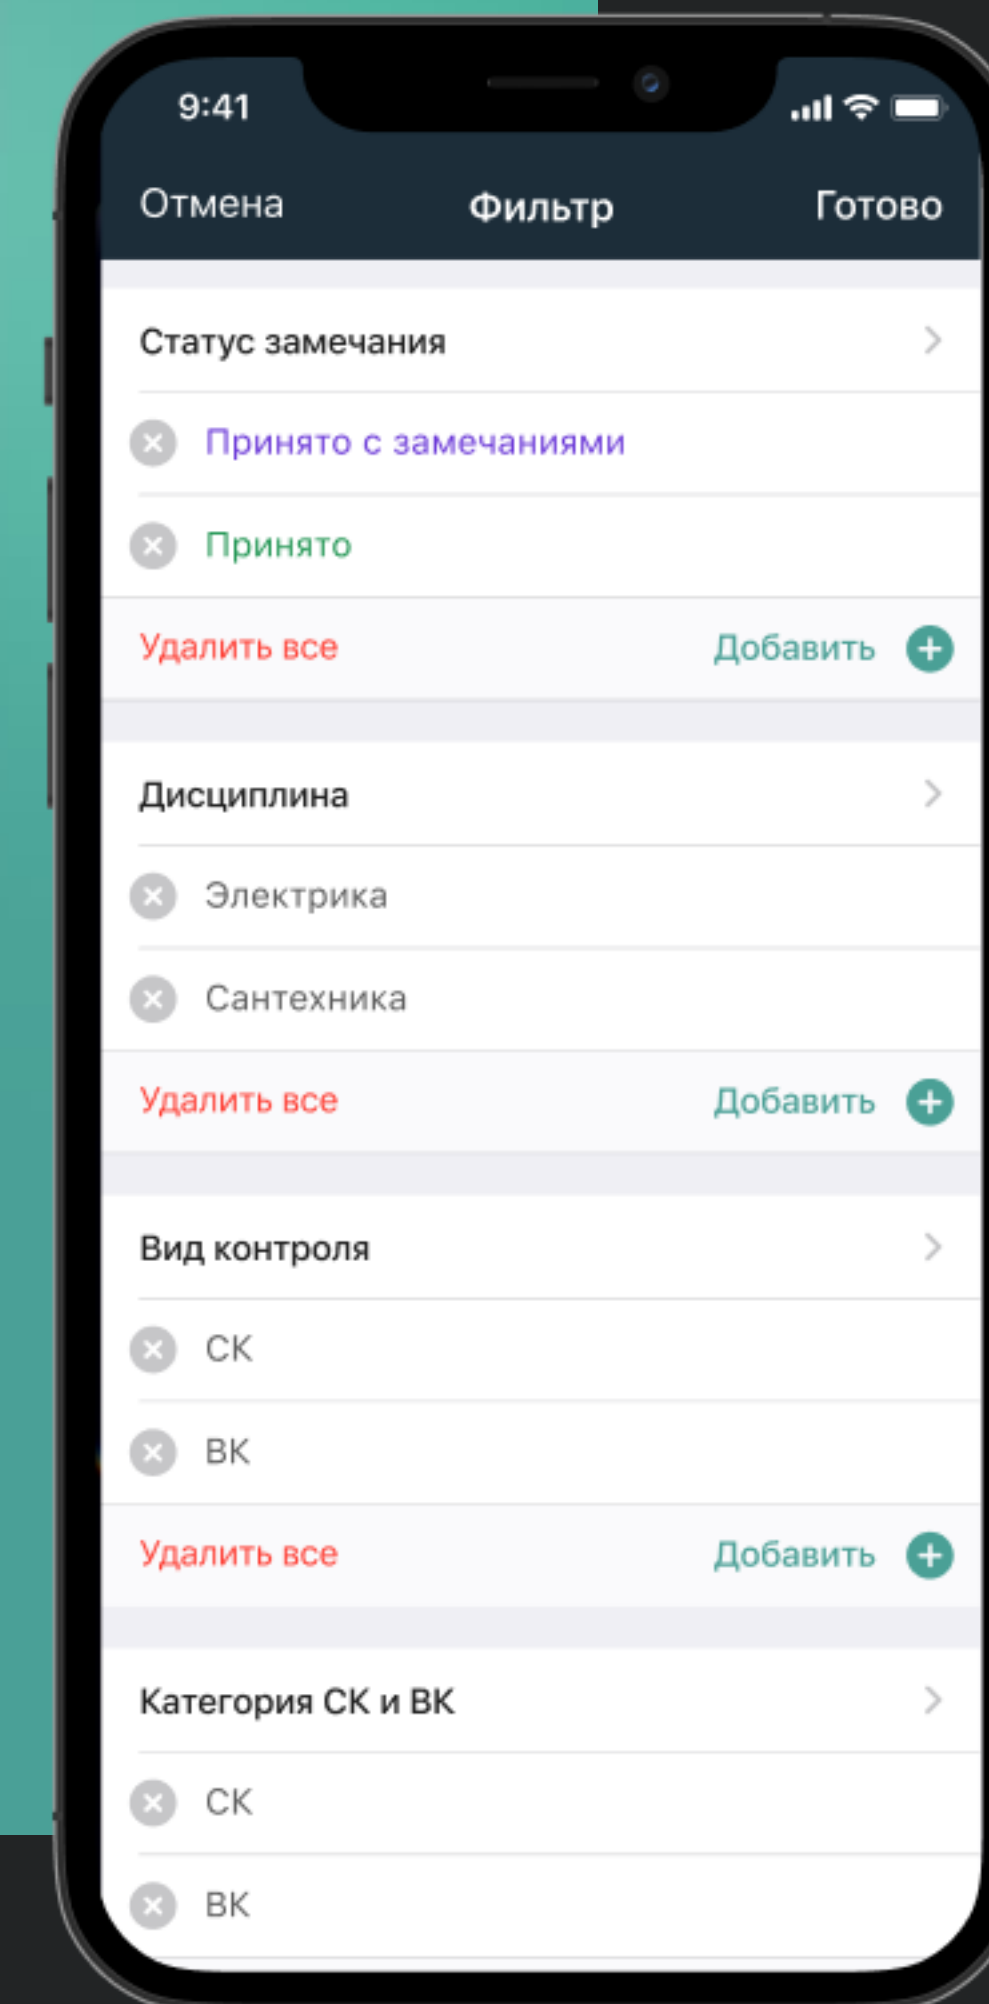 9:41
Отмена Фильтр Готово
Статус замечания
Принято с замечаниями
Принято
Удалить все Добавить
Дисциплина
Электрика
Сантехника
Удалить все Добавить
Вид контроля
СК
ВК
Удалить все Добавить
Категория СК и ВК
СК
ВК